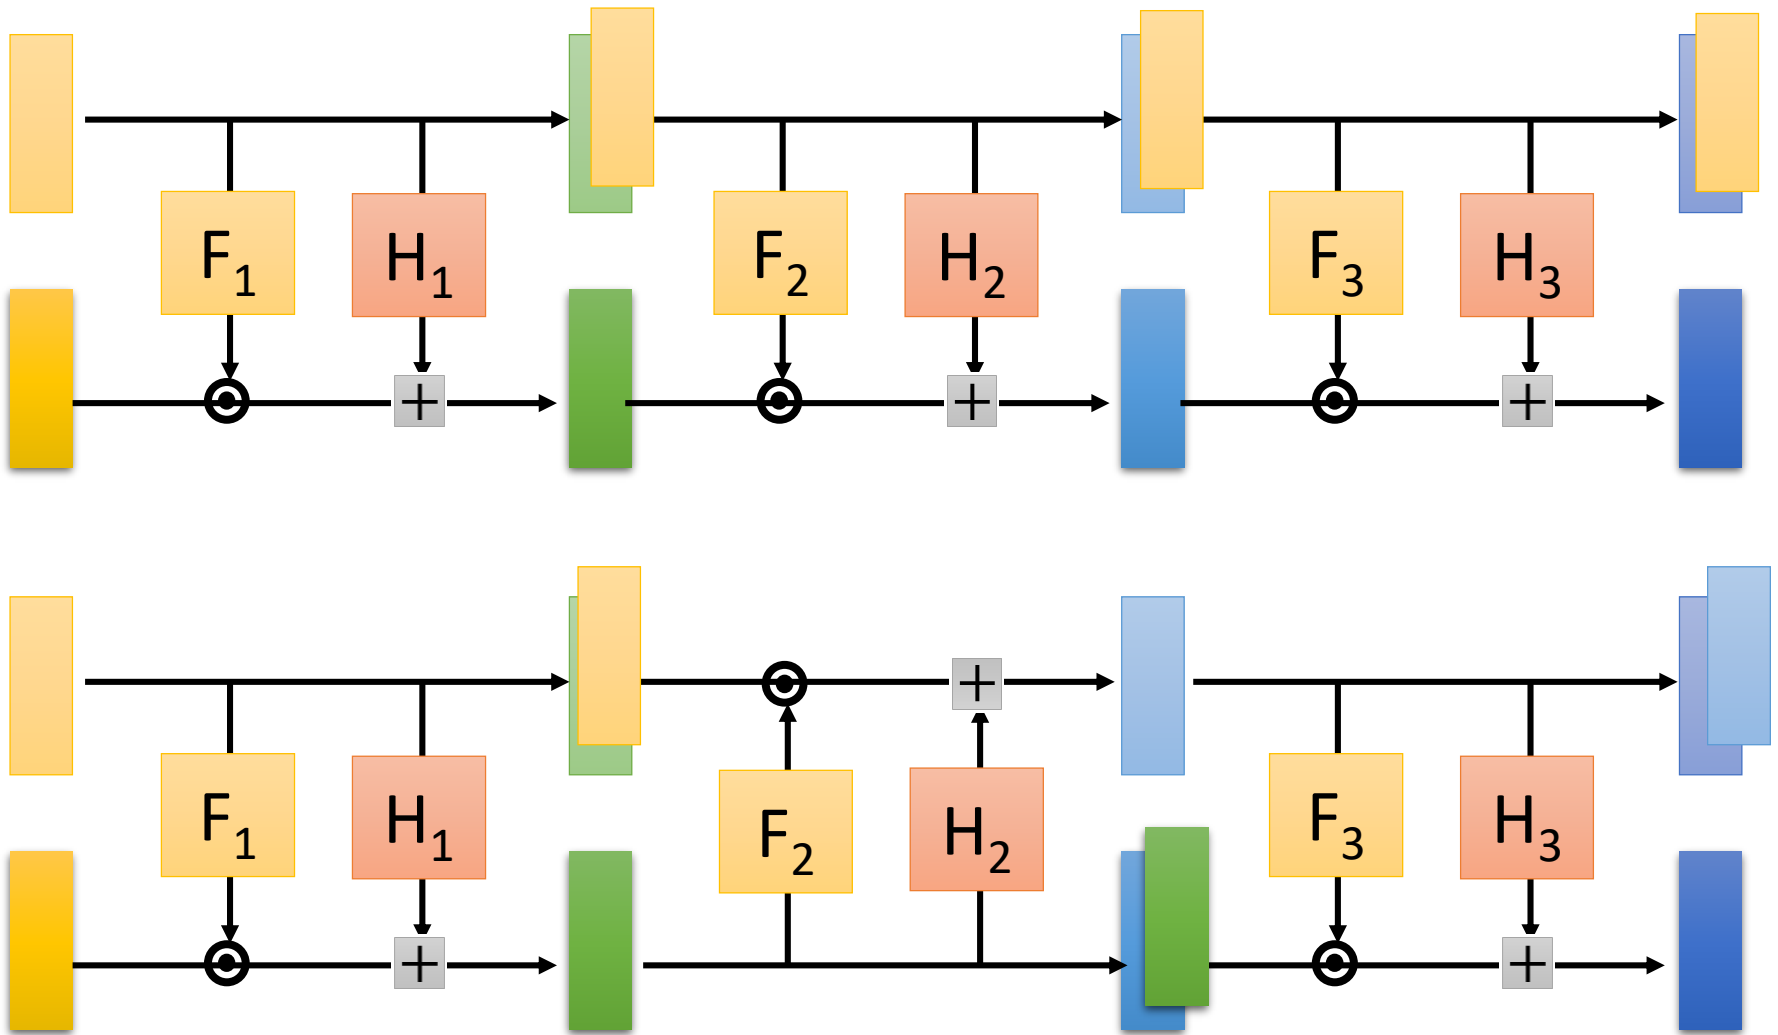 F1 H1 F2 H2 F3 H3
+ + +
+
F1 H1 F2 H2 F3 H3
+ +